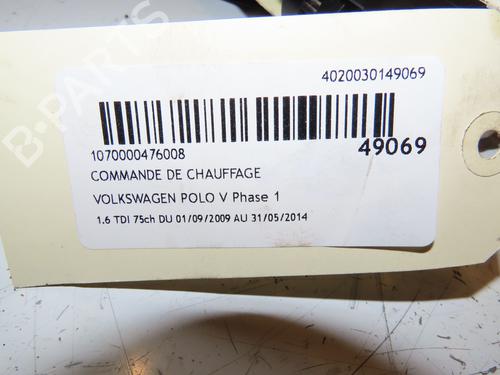 4020030149069
1070000476008
49069
COMMANDE DE CHAUFFAGE
VOLKSWAGEN POLO V Phase 1
1.6 TDI 75ch DU 01/09/2009 AU 31/05/2014
B-PARTS